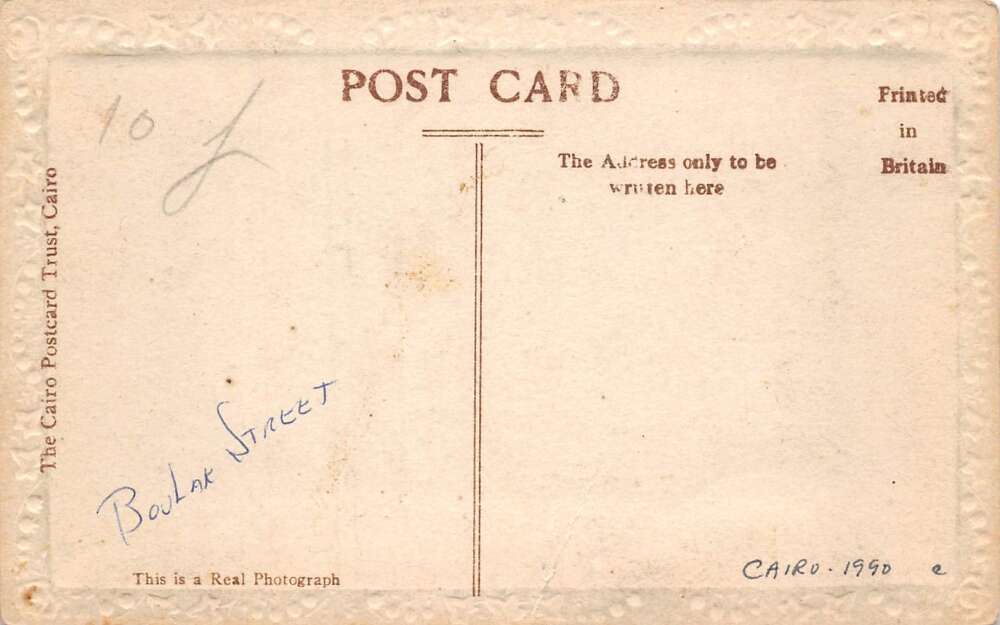 POST CARD
10
The Address only to be
written here
Printed
in
Britain
The Cairo Postcard Trust, Cairo
BOULAK STREET
This is a Real Photograph
CAIRO - 1990 e